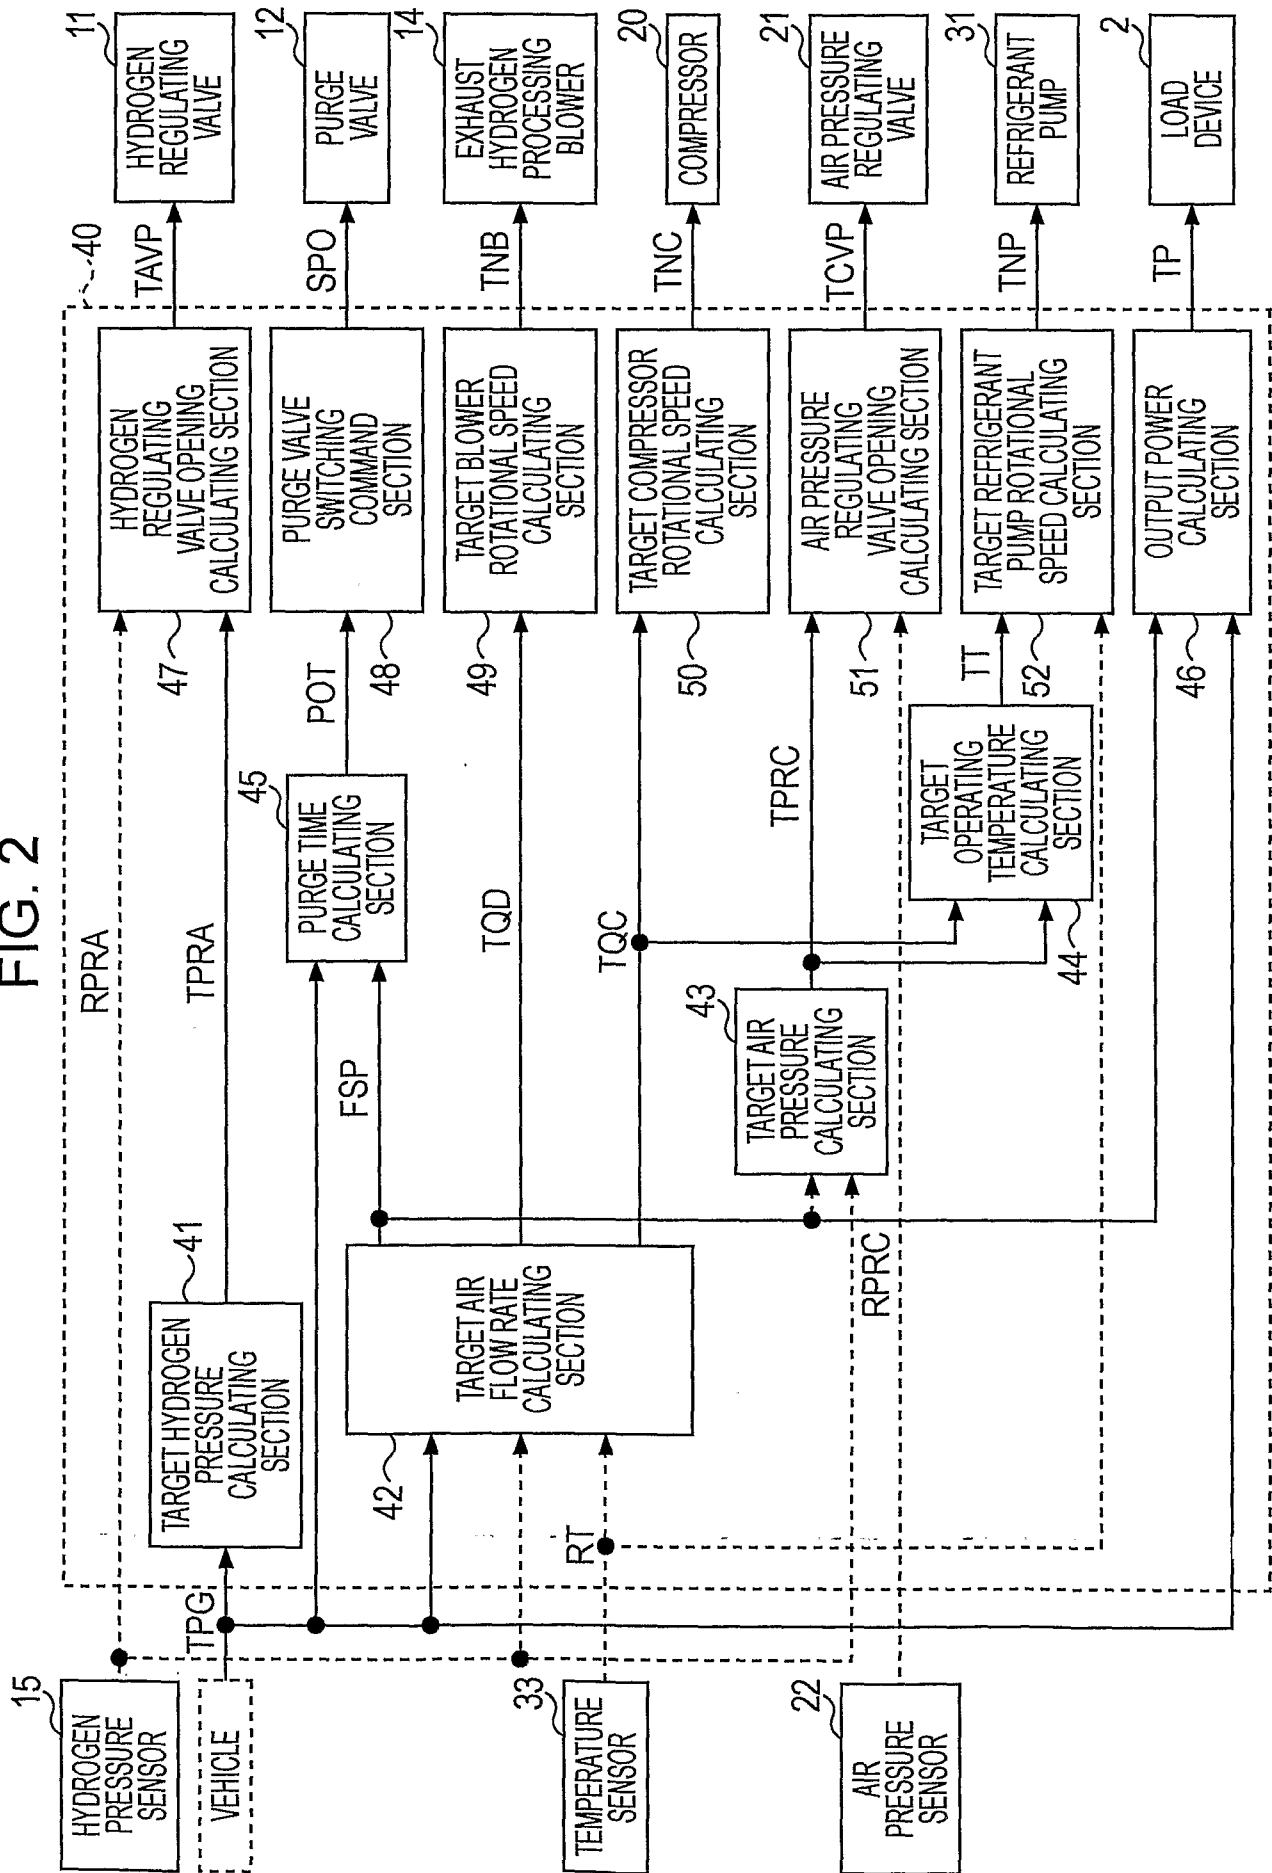 FIG. 2
15
HYDROGEN
PRESSURE
SENSOR
VEHICLE
33
TEMPERATURE
SENSOR
22
AIR
PRESSURE
SENSOR
TPG
RPRA
RT
RPRC
40
41
TARGET HYDROGEN
PRESSURE
CALCULATING
SECTION
TPRA
42
TARGET AIR
FLOW RATE
CALCULATING
SECTION
FSP
TQD
TQC
43
TARGET AIR
PRESSURE
CALCULATING
SECTION
TPRC
44
TARGET
OPERATING
TEMPERATURE
CALCULATING
SECTION
TT
45
PURGE TIME
CALCULATING
SECTION
POT
47
HYDROGEN
REGULATING
VALVE OPENING
CALCULATING SECTION
48
PURGE VALVE
SWITCHING
COMMAND
SECTION
49
TARGET BLOWER
ROTATIONAL SPEED
CALCULATING
SECTION
50
TARGET COMPRESSOR
ROTATIONAL SPEED
CALCULATING
SECTION
51
AIR PRESSURE
REGULATING
VALVE OPENING
CALCULATING SECTION
52
TARGET REFRIGERANT
PUMP ROTATIONAL
SPEED CALCULATING
SECTION
46
OUTPUT POWER
CALCULATING
SECTION
TAVP
SPO
TNB
TNC
TCVP
TNP
TP
11
HYDROGEN
REGULATING
VALVE
12
PURGE
VALVE
14
EXHAUST
HYDROGEN
PROCESSING
BLOWER
20
COMPRESSOR
21
AIR PRESSURE
REGULATING
VALVE
31
REFRIGERANT
PUMP
2
LOAD
DEVICE